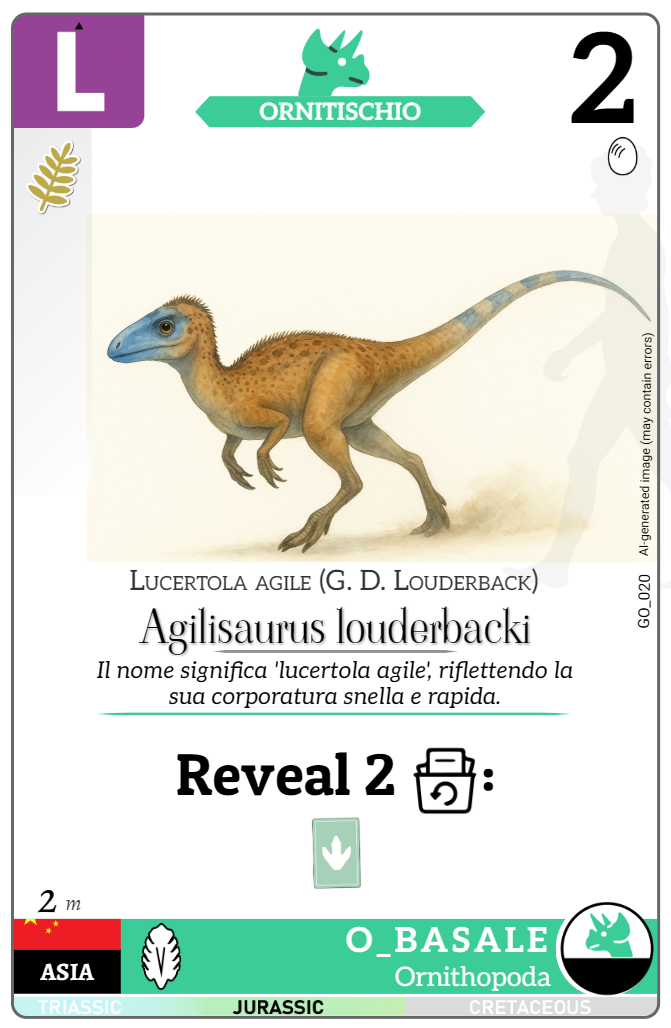 L
ORNITISCHIO
2
AI-generated image (may contain errors)
GO_020
Lucertola agile (G. D. Louderback)
Agilisaurus louderbacki
Il nome significa 'lucertola agile', riflettendo la
sua corporatura snella e rapida.
Reveal 2 :
2 m
ASIA
O_BASALE
Ornithopoda
TRIASSIC JURASSIC CRETACEOUS